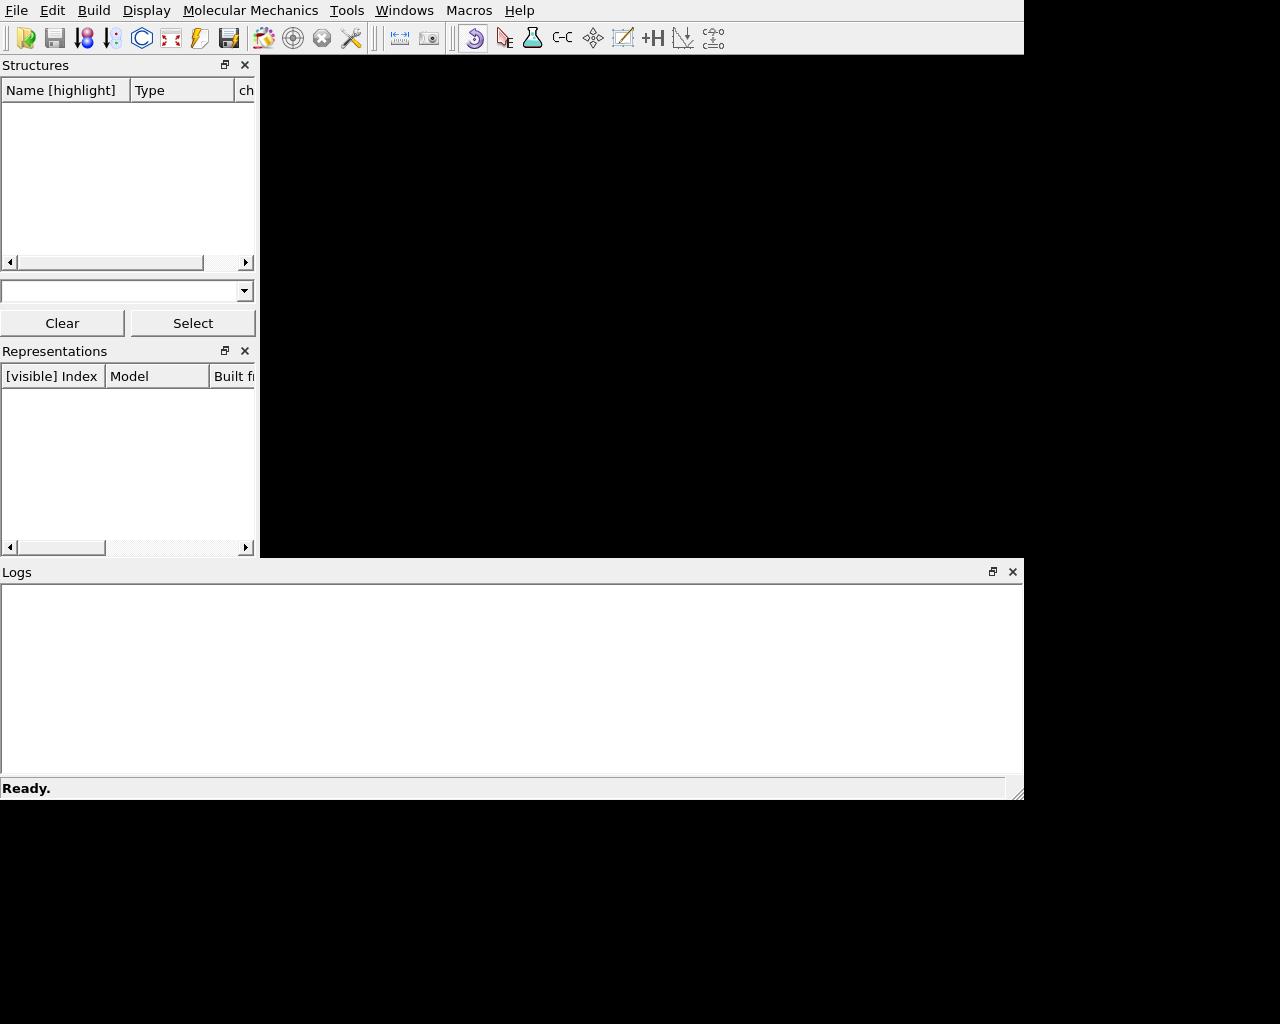 File Edit Build Display Molecular Mechanics Tools Windows Macros Help
E C-C +H
Structures
Name [highlight] Type ch
Clear Select
Representations
[visible] Index Model Built fr
Logs
Ready.